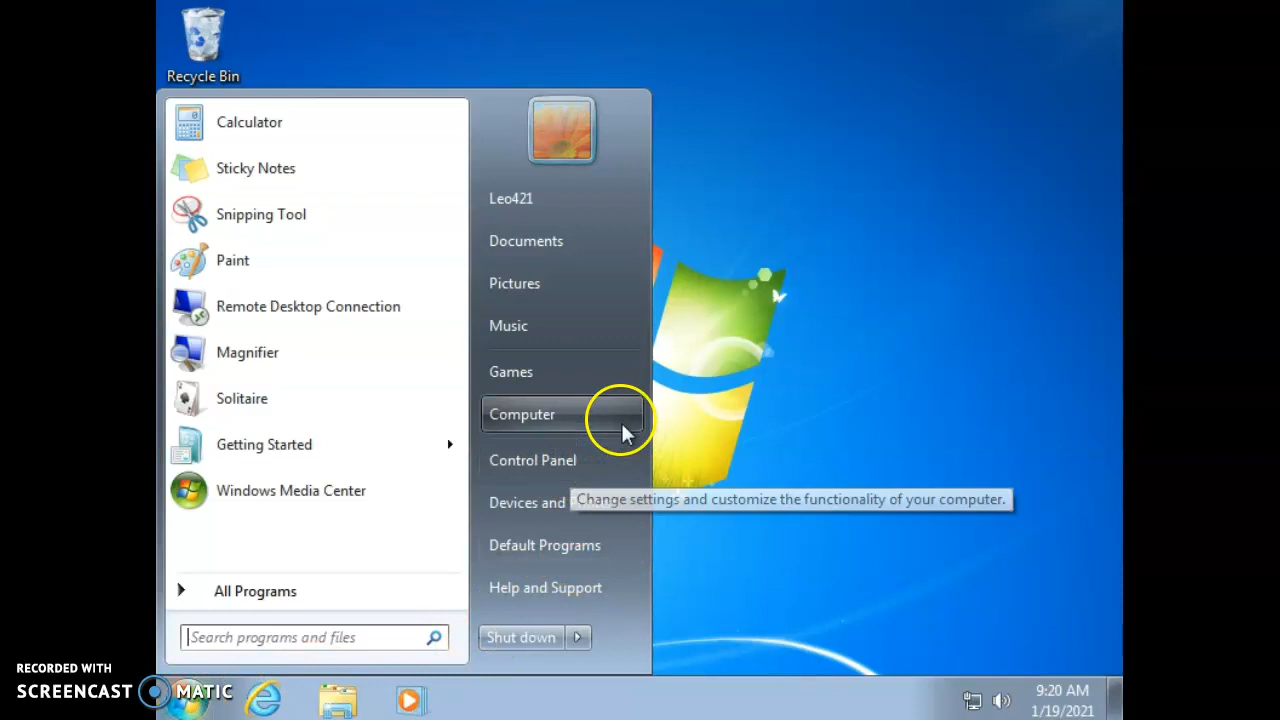 Recycle Bin
Calculator
Sticky Notes
Snipping Tool
Paint
Remote Desktop Connection
Magnifier
Solitaire
Getting Started
Windows Media Center
All Programs
Search programs and files
Leo421
Documents
Pictures
Music
Games
Computer
Control Panel
Devices and
Change settings and customize the functionality of your computer.
Default Programs
Help and Support
Shut down
RECORDED WITH
SCREENCAST MATIC
9:20 AM
1/19/2021